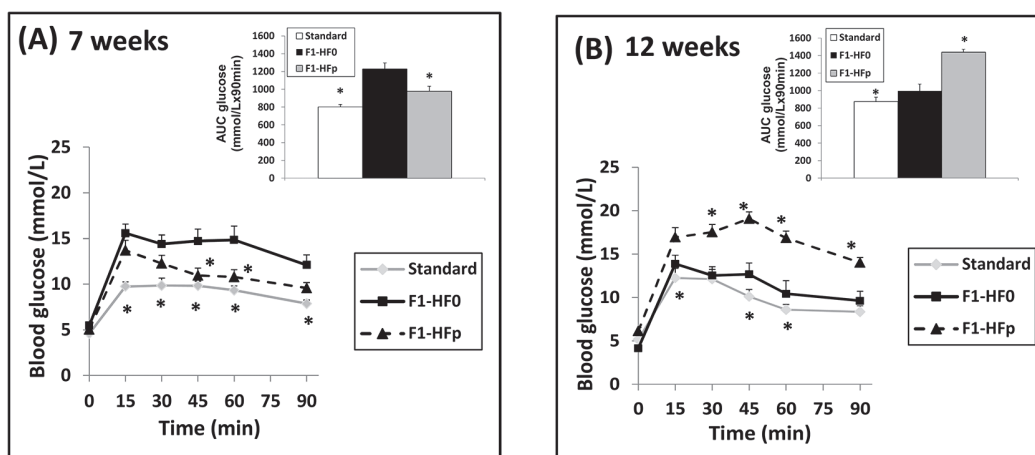 (A) 7 weeks
Standard
F1-HF0
F1-HFp
AUC glucose
(mmol/Lx90min)
1600
1400
1200
1000
800
600
400
200
0
*
*
Blood glucose (mmol/L)
25
20
15
10
5
0
*
*
*
*
*
*
*
0 15 30 45 60 75 90
Time (min)
Standard
F1-HF0
F1-HFp
(B) 12 weeks
Standard
F1-HF0
F1-HFp
AUC glucose
(mmol/Lx90min)
1600
1400
1200
1000
800
600
400
200
0
*
*
Blood glucose (mmol/L)
25
20
15
10
5
0
*
*
*
*
*
*
*
0 15 30 45 60 75 90
Time (min)
Standard
F1-HF0
F1-HFp